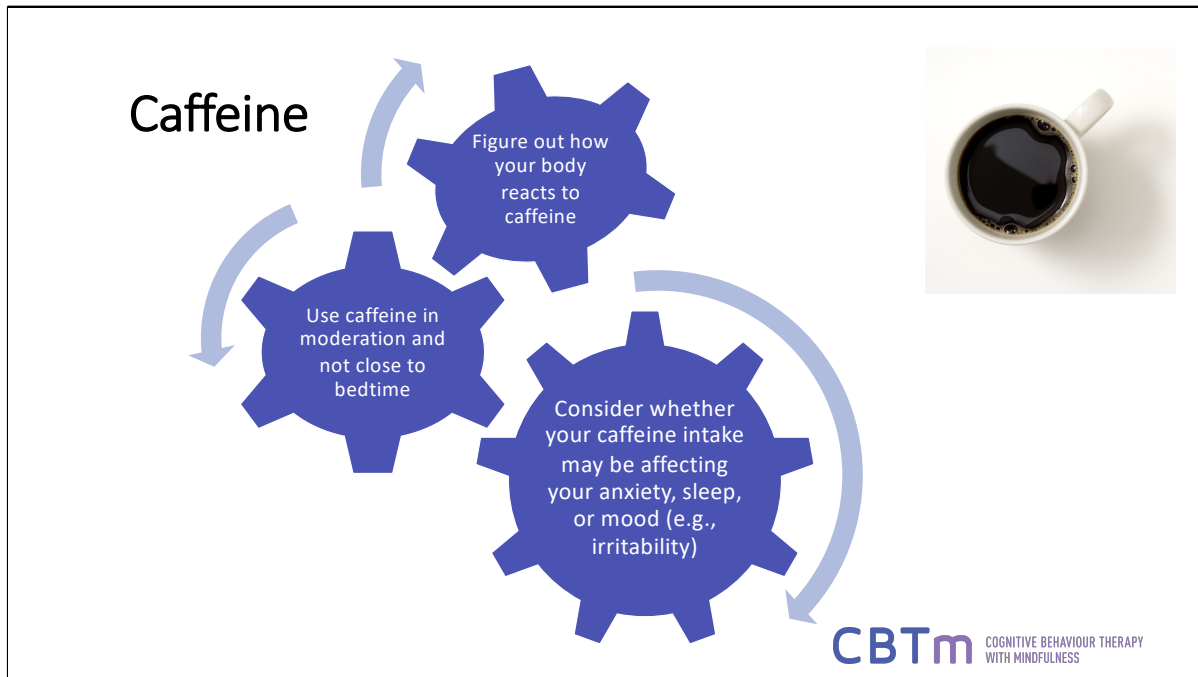 Caffeine
Figure out how
your body
reacts to
caffeine
Use caffeine in
moderation and
not close to
bedtime
Consider whether
your caffeine intake
may be affecting
your anxiety, sleep,
or mood (e.g.,
irritability)
CBTm
COGNITIVE BEHAVIOUR THERAPY
WITH MINDFULNESS